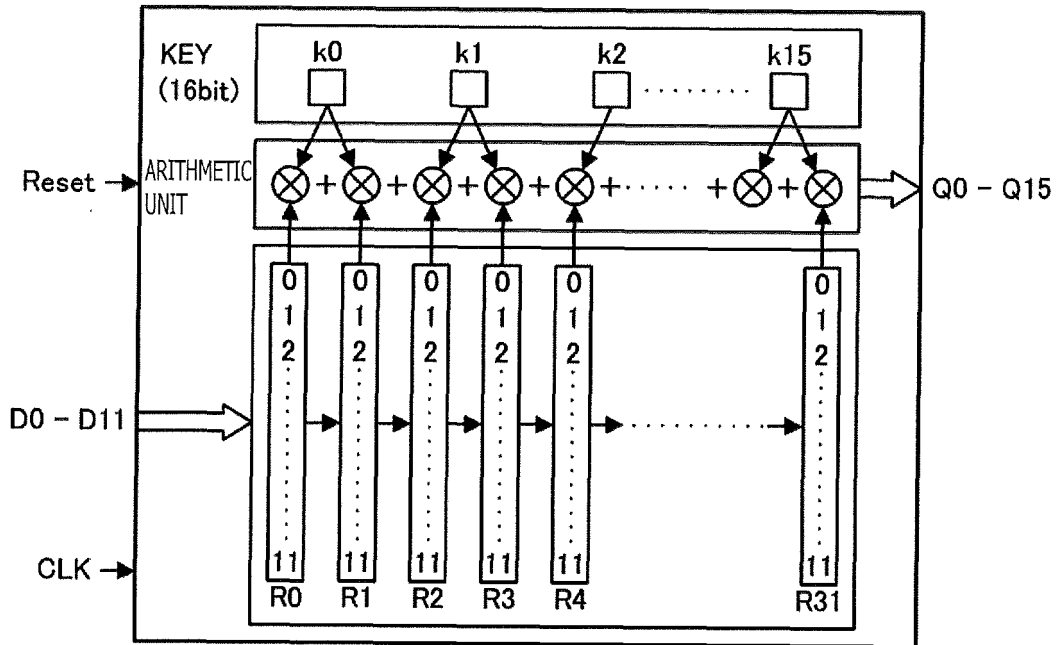 KEY
(16bit)
k0 k1 k2 ········ k15
Reset
ARITHMETIC
UNIT
+ + + + +······ + +
Q0 - Q15
0 0 0 0 0 0
1 1 1 1 1 1
2 2 2 2 2 2
D0 - D11
CLK
11 11 11 11 11 11
R0 R1 R2 R3 R4 R31